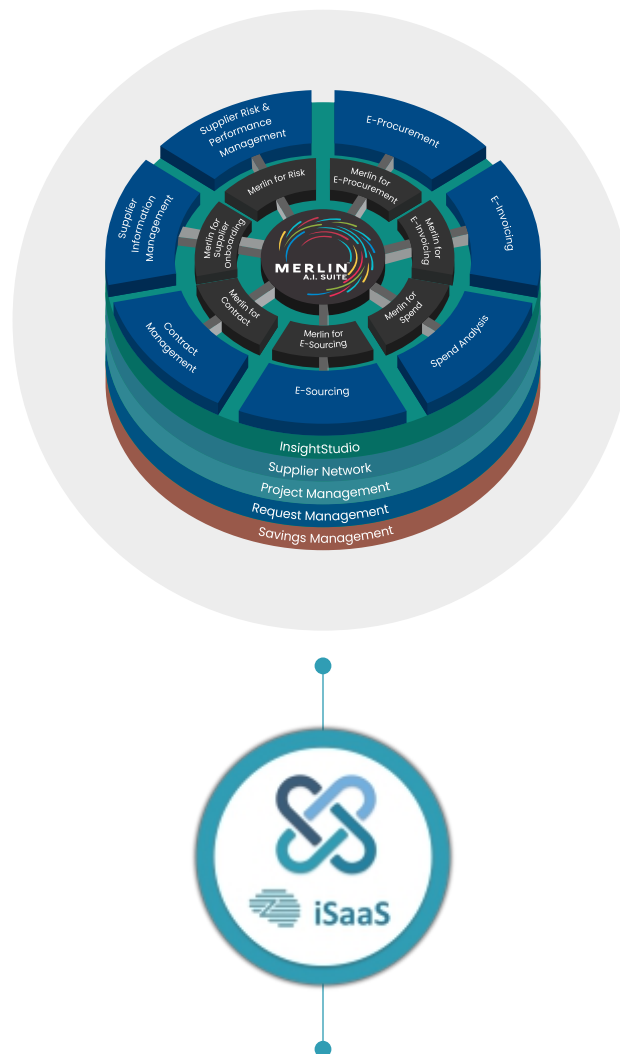 Supplier Risk &
Performance
Management
E-Procurement
Supplier
Information
Management
E-Invoicing
Merlin for Risk
Merlin for
E-Procurement
Merlin for
Supplier
Onboarding
Merlin for
E-Invoicing
MERLIN
A.I. SUITE
Merlin for
Contract
Merlin for
Spend
Merlin for
E-Sourcing
Contract
Management
Spend Analysis
E-Sourcing
InsightStudio
Supplier Network
Project Management
Request Management
Savings Management
iSaaS